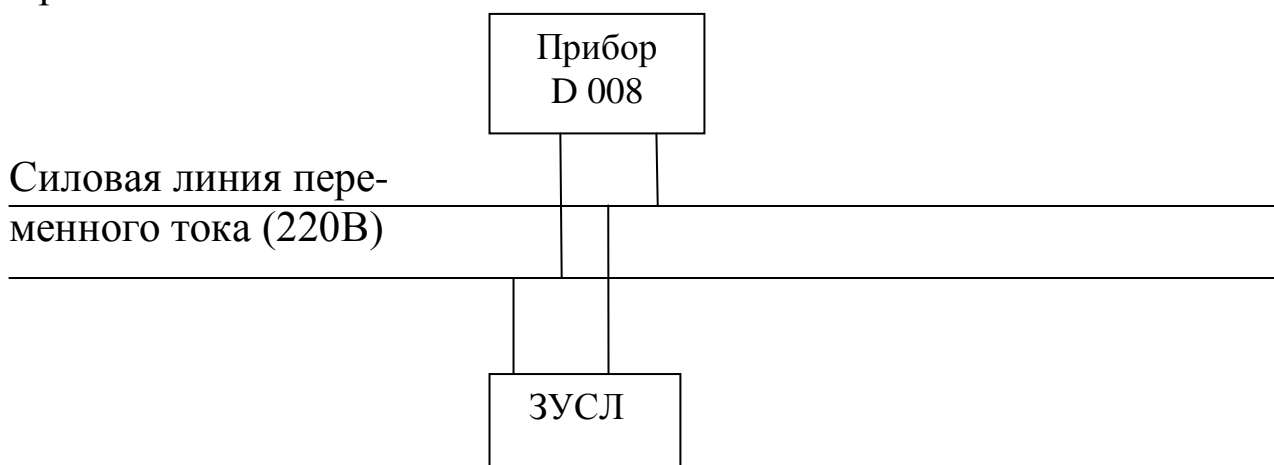 Прибор
D 008
Силовая линия пере-
менного тока (220В)
ЗУСЛ